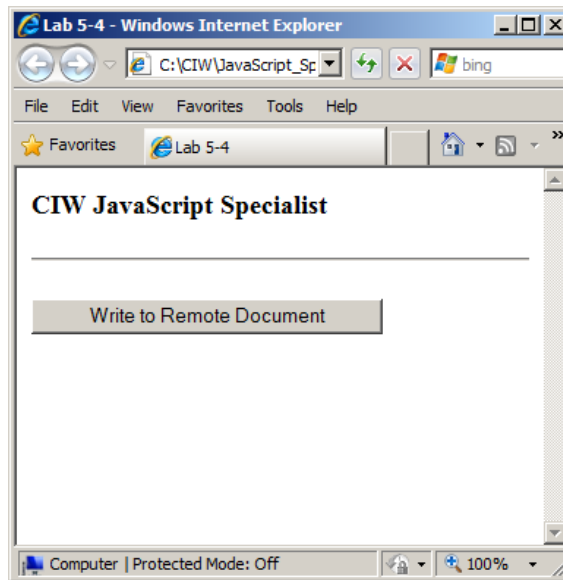 Lab 5-4 - Windows Internet Explorer
C:\CIW\JavaScript_Sp
bing
File Edit View Favorites Tools Help
Favorites
Lab 5-4
»
CIW JavaScript Specialist
Write to Remote Document
Computer | Protected Mode: Off
100%